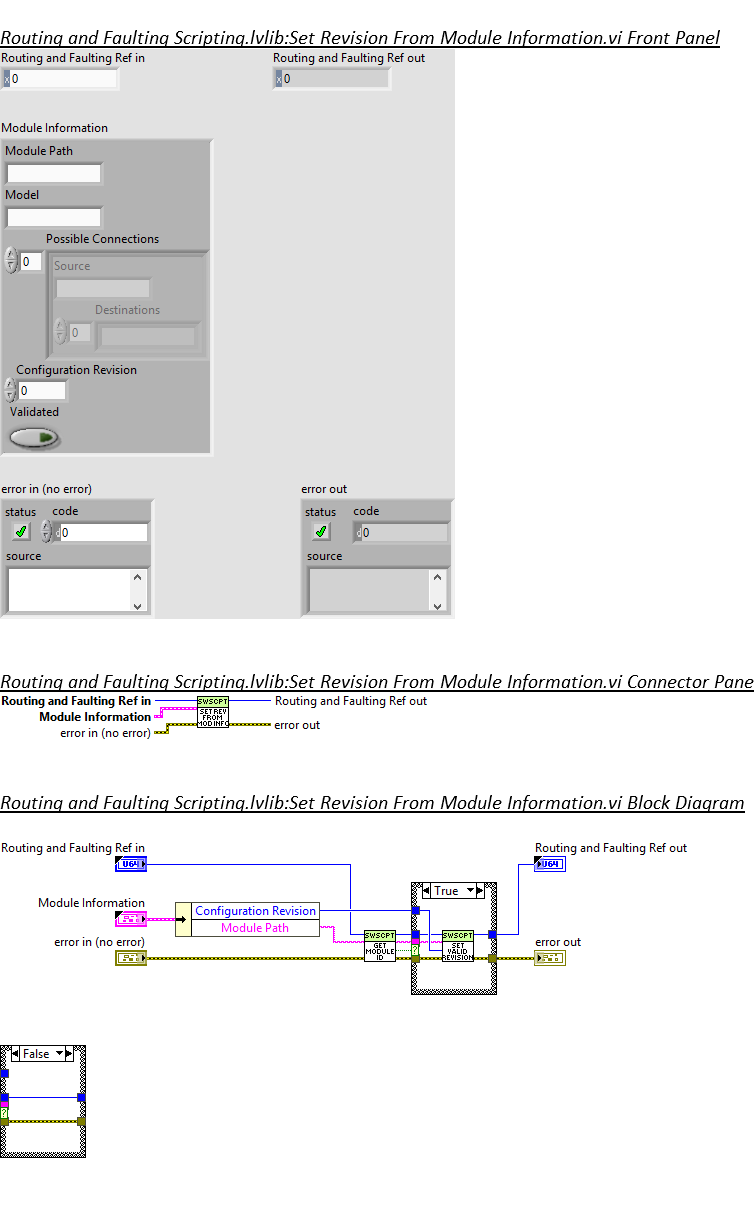 Routing and Faulting Scripting.lvlib:Set Revision From Module Information.vi Front Panel
Routing and Faulting Ref in
Routing and Faulting Ref out
x 0
x 0
Module Information
Module Path
Model
Possible Connections
0
Source
Destinations
0
Configuration Revision
0
Validated
error in (no error)
error out
status code
status code
d 0
d 0
source
source
Routing and Faulting Scripting.lvlib:Set Revision From Module Information.vi Connector Pane
Routing and Faulting Ref in
Routing and Faulting Ref out
Module Information
error in (no error)
error out
SWSCPT
SET REV
FROM
MOD INFO
Routing and Faulting Scripting.lvlib:Set Revision From Module Information.vi Block Diagram
Routing and Faulting Ref in
Routing and Faulting Ref out
U64
U64
True
Module Information
Configuration Revision
Module Path
error in (no error)
error out
SWSCPT
GET
MODULE
ID
SWSCPT
SET
VALID
REVISION
?
False
?